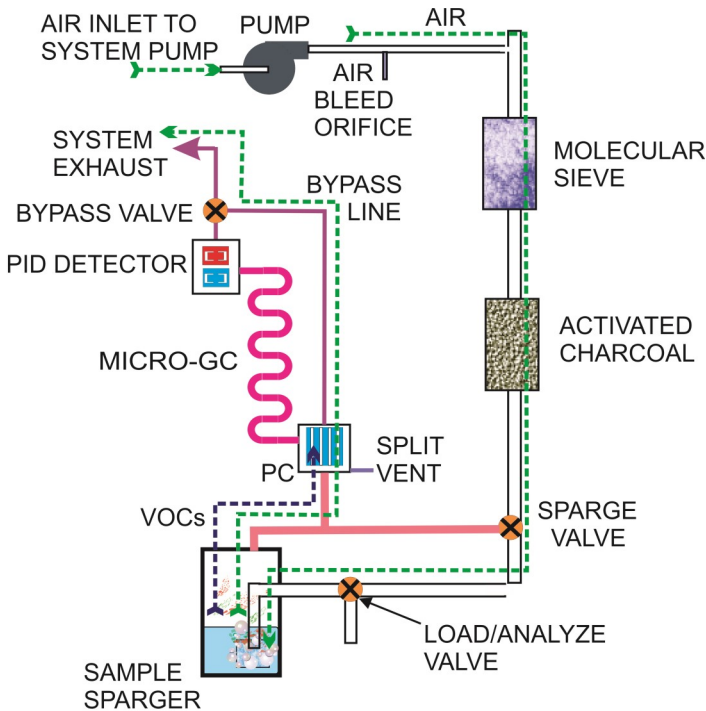 AIR INLET TO
SYSTEM PUMP
PUMP
AIR
AIR
BLEED
ORIFICE
SYSTEM
EXHAUST
BYPASS
LINE
MOLECULAR
SIEVE
BYPASS VALVE
PID DETECTOR
ACTIVATED
CHARCOAL
MICRO-GC
SPLIT
VENT
PC
VOCs
SPARGE
VALVE
LOAD/ANALYZE
VALVE
SAMPLE
SPARGER